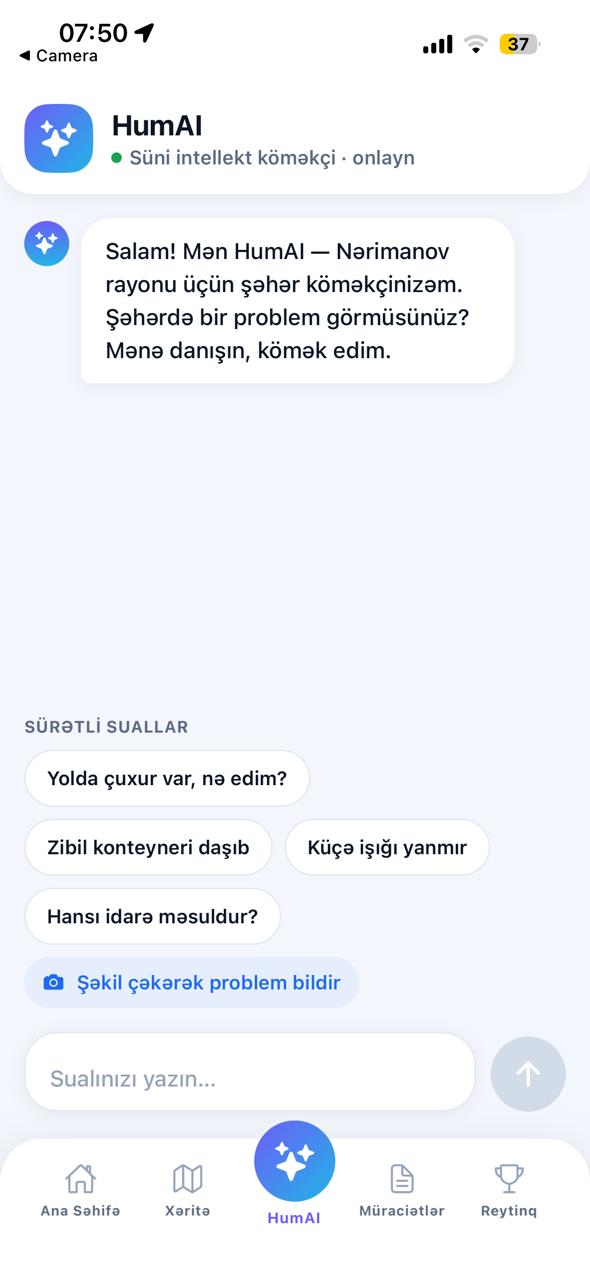 07:50
37
◀ Camera
HumAI
Süni intellekt köməkçi · onlayn
Salam! Mən HumAI — Nərimanov
rayonu üçün şəhər köməkçinizəm.
Şəhərdə bir problem görmüsünüz?
Mənə danışın, kömək edim.
SÜRƏTLİ SUALLAR
Yolda çuxur var, nə edim?
Zibil konteyneri daşıb
Küçə işığı yanmır
Hansı idarə məsuldur?
Şəkil çəkərək problem bildir
Sualınızı yazın...
Ana Səhifə
Xəritə
HumAI
Müraciətlər
Reytinq